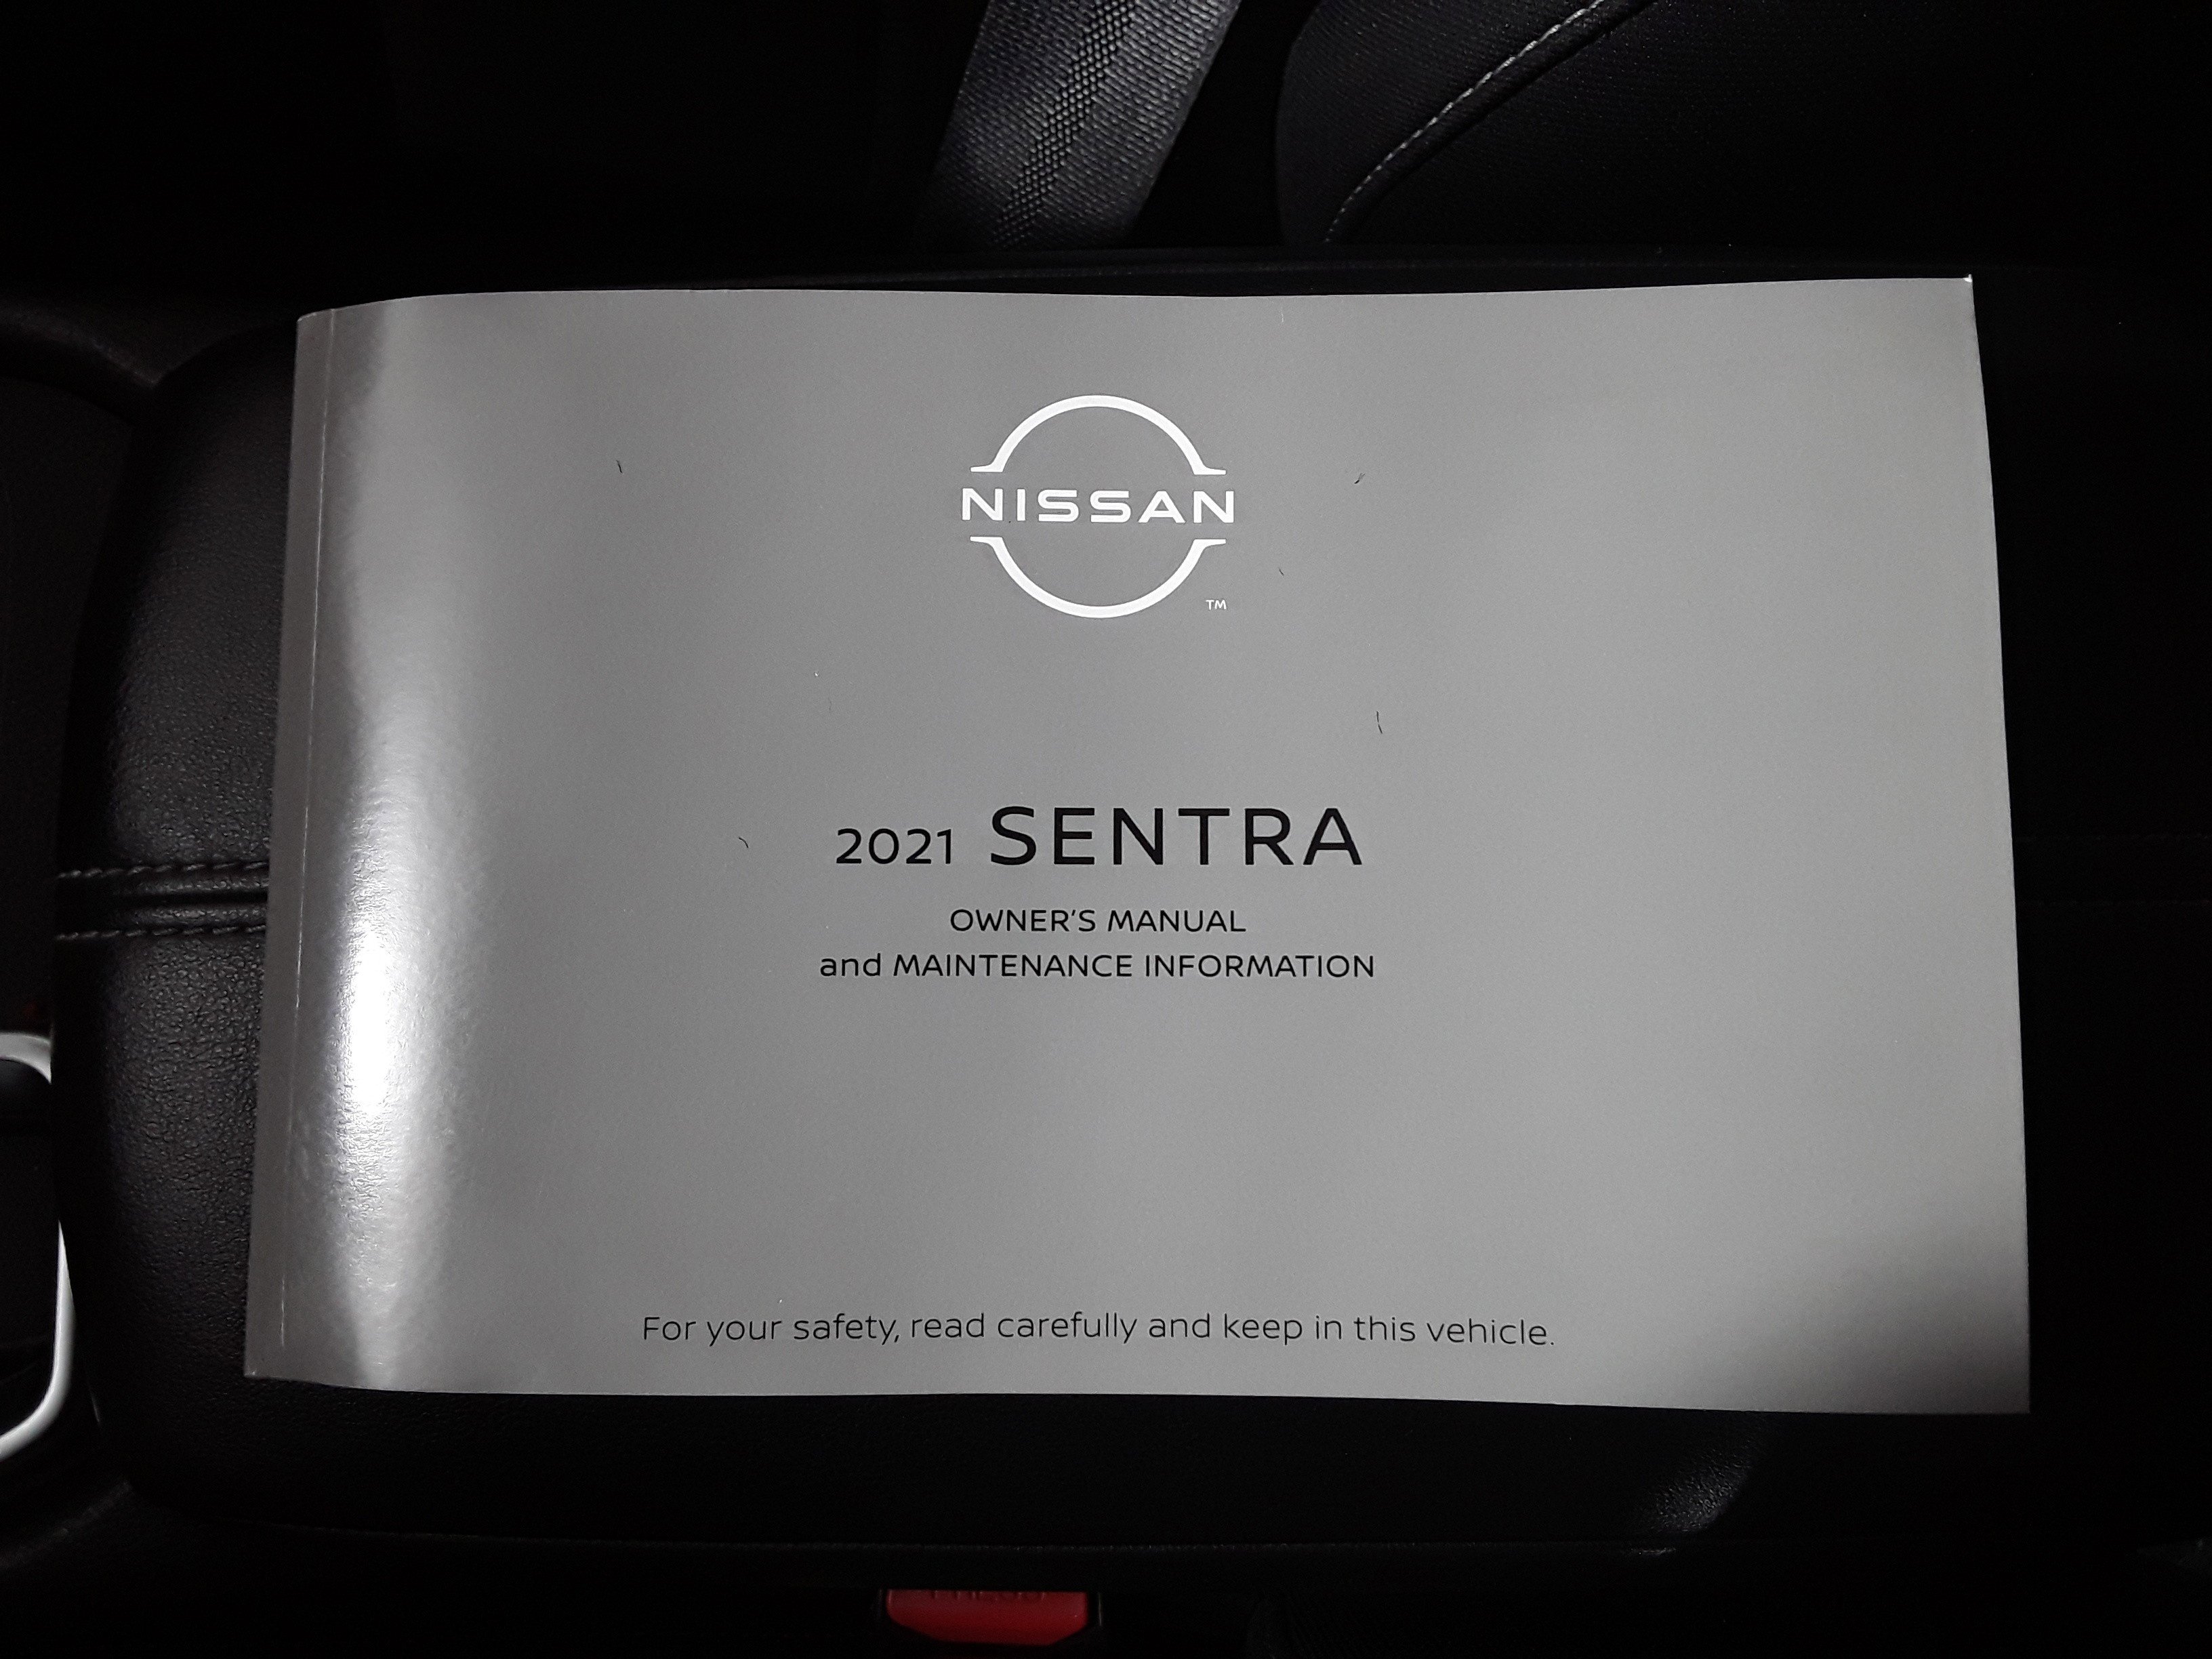 NISSAN
TM
2021 SENTRA
OWNER'S MANUAL
and MAINTENANCE INFORMATION
For your safety, read carefully and keep in this vehicle.